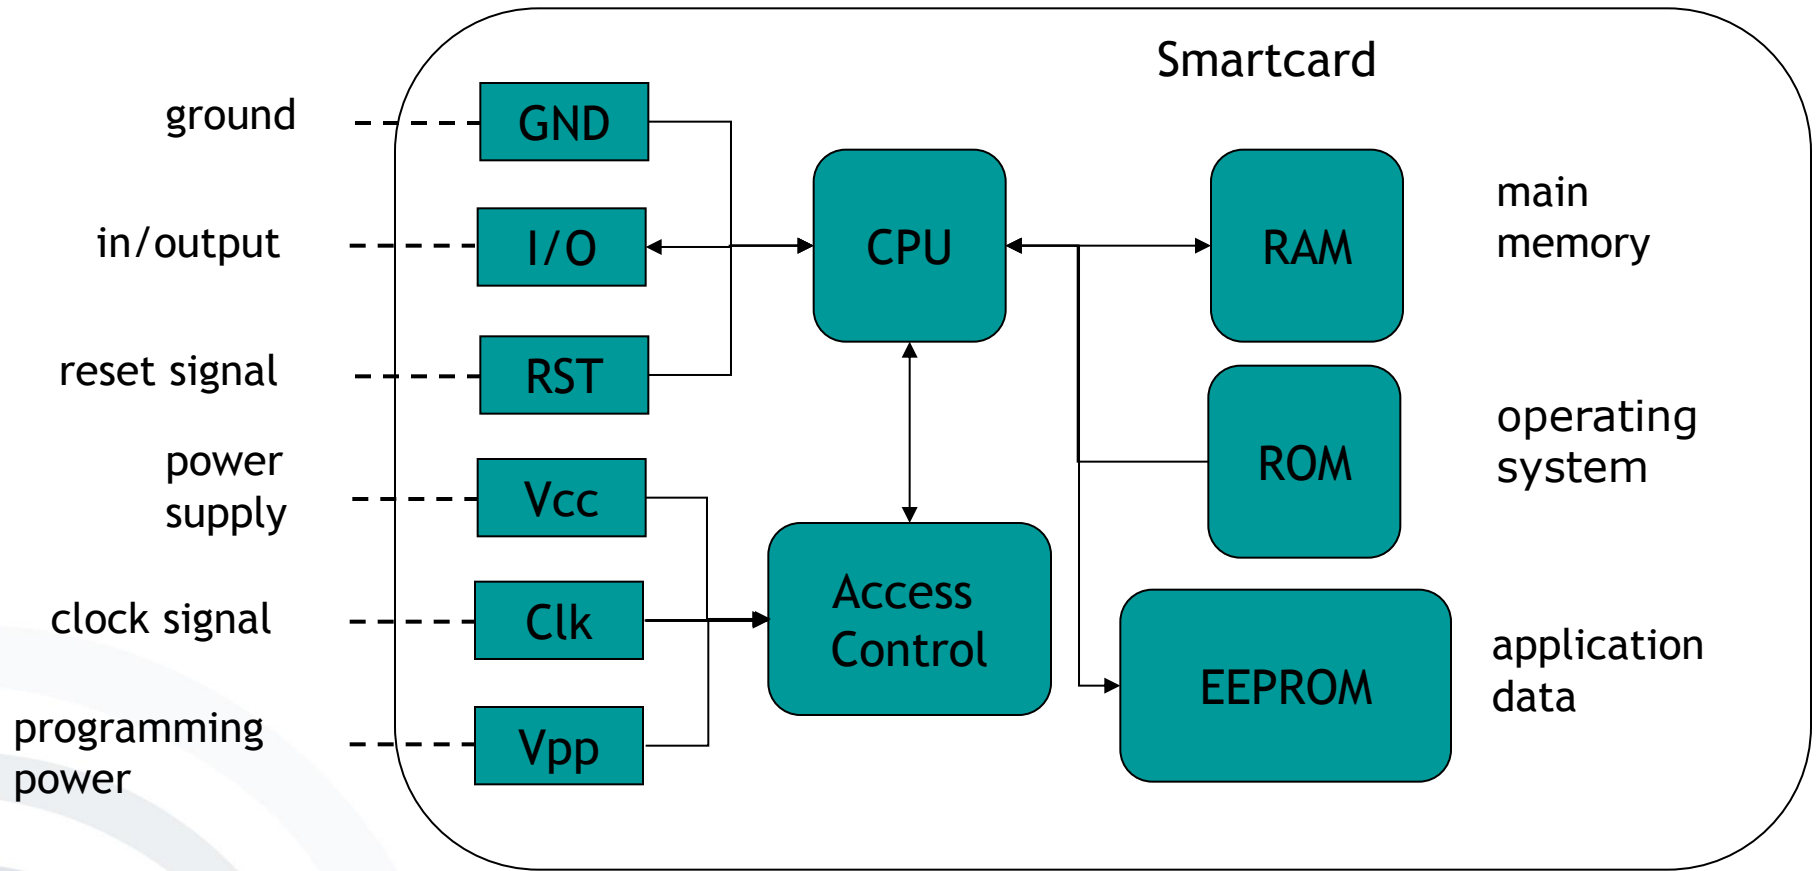 Smartcard
ground
GND
in/output
I/O
reset signal
RST
power
supply
Vcc
clock signal
Clk
programming
power
Vpp
CPU
Access
Control
RAM
main
memory
ROM
operating
system
EEPROM
application
data